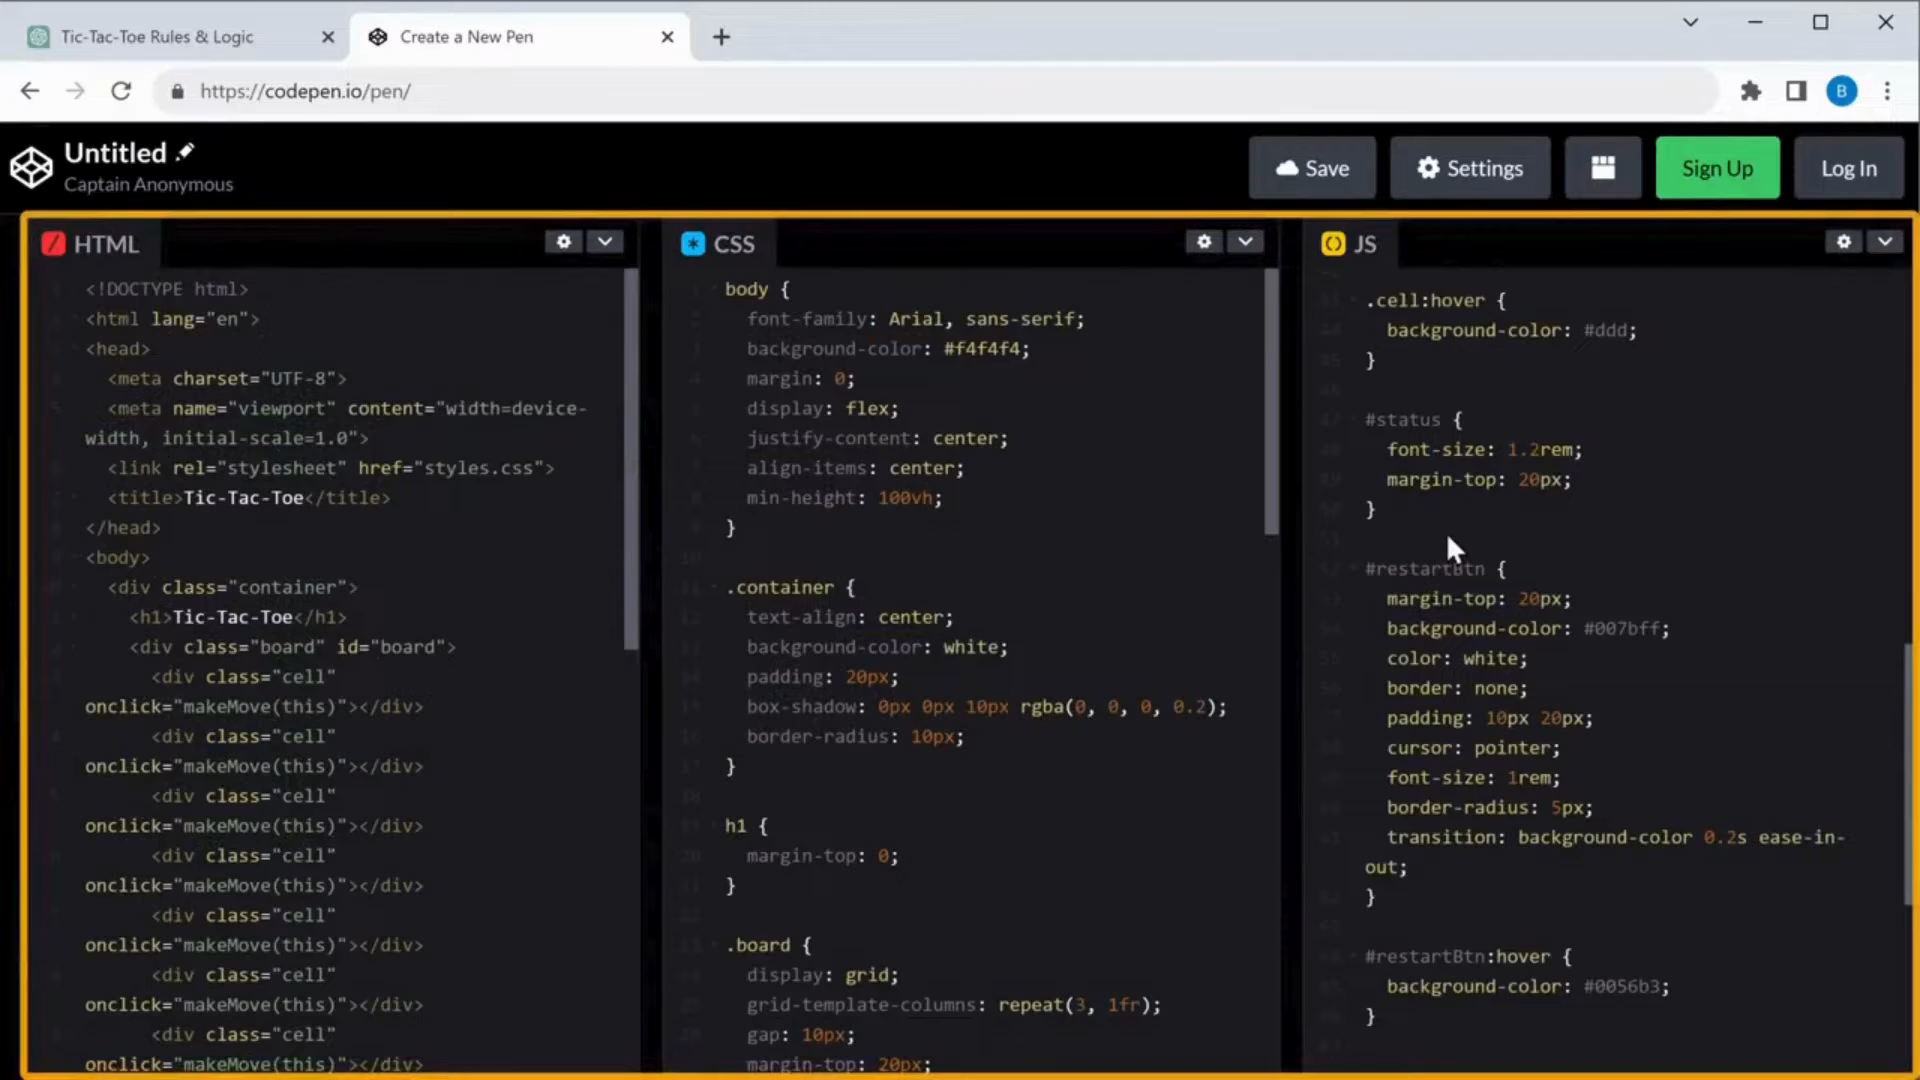 Tic-Tac-Toe Rules & Logic
Create a New Pen
https://codepen.io/pen/
B
Untitled
Captain Anonymous
Save
Settings
Sign Up
Log In
HTML
<!DOCTYPE html>
<html lang="en">
<head>
<meta charset="UTF-8">
<meta name="viewport" content="width=device-
width, initial-scale=1.0">
<link rel="stylesheet" href="styles.css">
<title>Tic-Tac-Toe</title>
</head>
<body>
<div class="container">
<h1>Tic-Tac-Toe</h1>
<div class="board" id="board">
<div class="cell"
onclick="makeMove(this)"></div>
<div class="cell"
onclick="makeMove(this)"></div>
<div class="cell"
onclick="makeMove(this)"></div>
<div class="cell"
onclick="makeMove(this)"></div>
<div class="cell"
onclick="makeMove(this)"></div>
<div class="cell"
onclick="makeMove(this)"></div>
<div class="cell"
onclick="makeMove(this)"></div>
CSS
body {
font-family: Arial, sans-serif;
background-color: #f4f4f4;
margin: 0;
display: flex;
justify-content: center;
align-items: center;
min-height: 100vh;
}
.container {
text-align: center;
background-color: white;
padding: 20px;
box-shadow: 0px 0px 10px rgba(0, 0, 0, 0.2);
border-radius: 10px;
}
h1 {
margin-top: 0;
}
.board {
display: grid;
grid-template-columns: repeat(3, 1fr);
gap: 10px;
margin-top: 20px;
JS
.cell:hover {
background-color: #ddd;
}
#status {
font-size: 1.2rem;
margin-top: 20px;
}
#restartBtn {
margin-top: 20px;
background-color: #007bff;
color: white;
border: none;
padding: 10px 20px;
cursor: pointer;
font-size: 1rem;
border-radius: 5px;
transition: background-color 0.2s ease-in-
out;
}
#restartBtn:hover {
background-color: #0056b3;
}